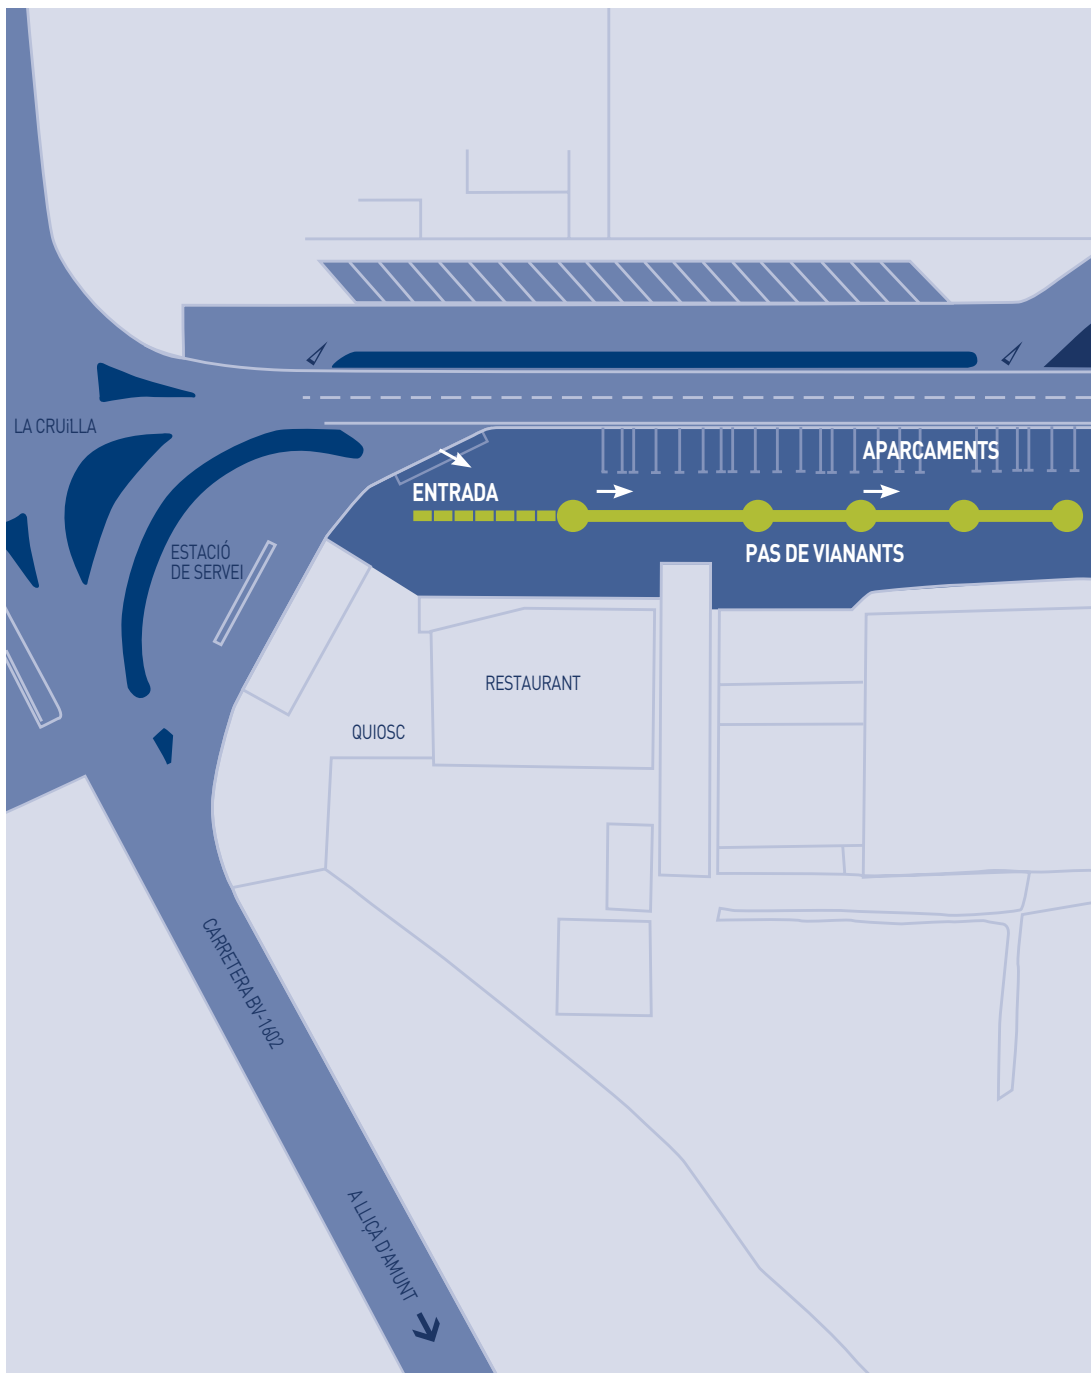 LA CRUïLLA
APARCAMENTS
ENTRADA
PAS DE VIANANTS
ESTACIÓ
DE SERVEI
RESTAURANT
QUIOSC
CARRETERA BV-1602
A LLIÇÀ D'AMUNT